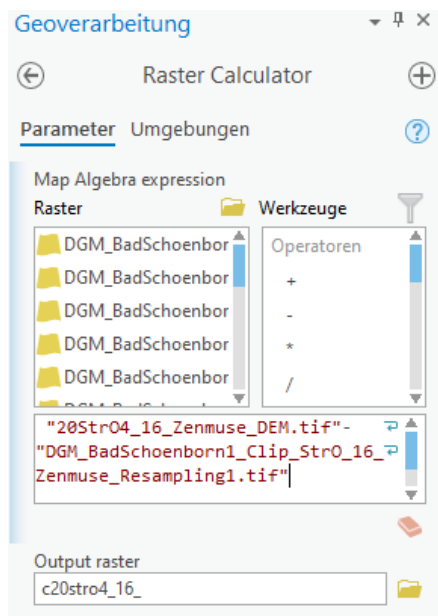 Geoverarbeitung
Raster Calculator
Parameter Umgebungen
Map Algebra expression
Raster Werkzeuge
DGM_BadSchoenbor Operatoren
DGM_BadSchoenbor +
DGM_BadSchoenbor -
DGM_BadSchoenbor *
DGM_BadSchoenbor /
"20StrO4_16_Zenmuse_DEM.tif"-
"DGM_BadSchoenborn1_Clip_StrO_16_
Zenmuse_Resampling1.tif"
Output raster
c20stro4_16_